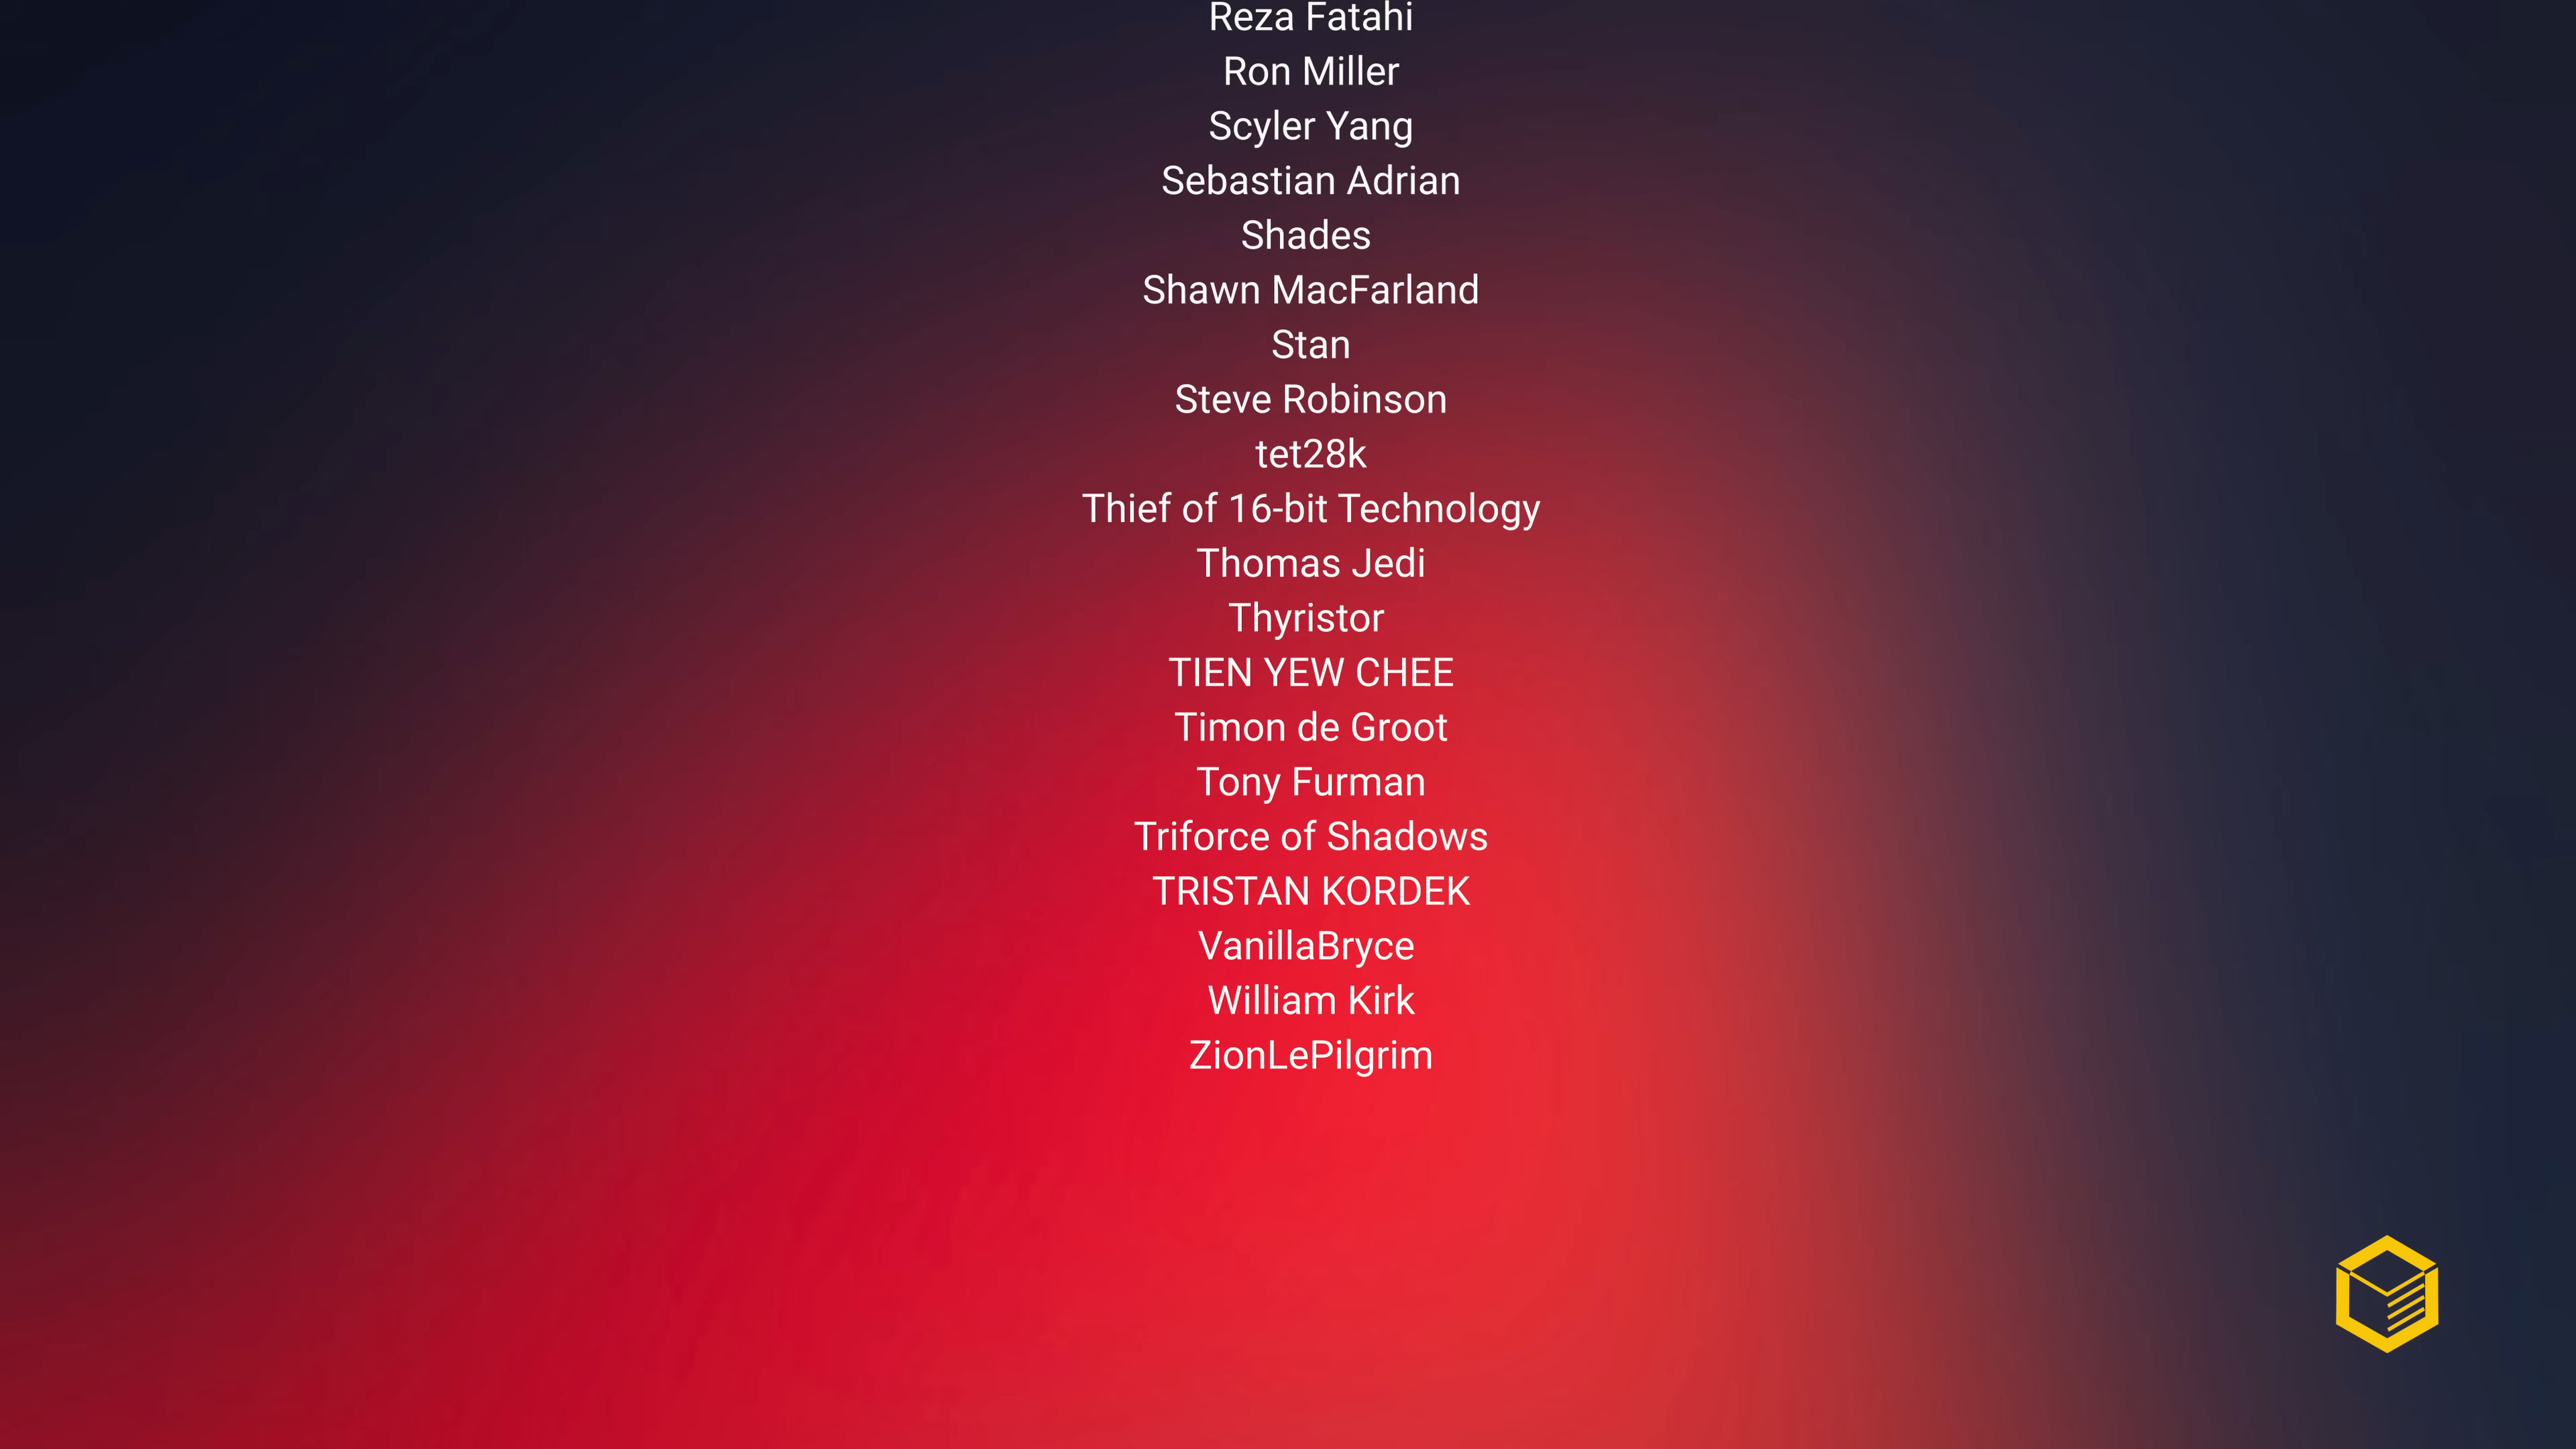 Reza Fatahi
Ron Miller
Scyler Yang
Sebastian Adrian
Shades
Shawn MacFarland
Stan
Steve Robinson
tet28k
Thief of 16-bit Technology
Thomas Jedi
Thyristor
TIEN YEW CHEE
Timon de Groot
Tony Furman
Triforce of Shadows
TRISTAN KORDEK
VanillaBryce
William Kirk
ZionLePilgrim